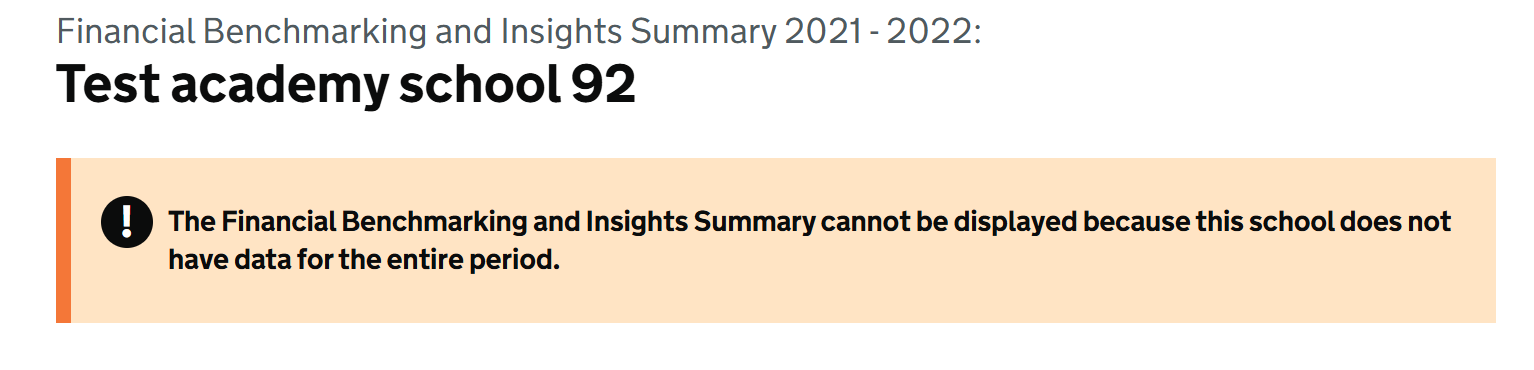 Financial Benchmarking and Insights Summary 2021 - 2022:
Test academy school 92
! The Financial Benchmarking and Insights Summary cannot be displayed because this school does not
have data for the entire period.